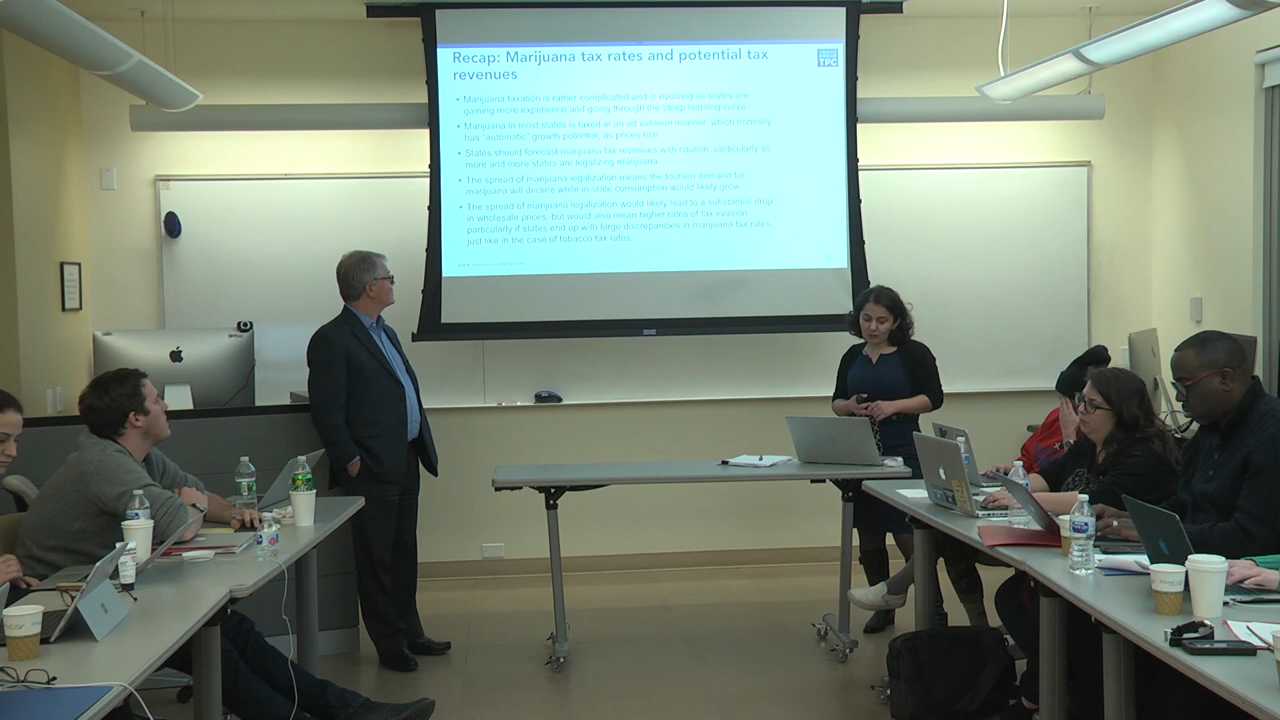 Recap: Marijuana tax rates and potential tax
revenues
TPC
• Marijuana taxation is rather complicated and is evolving as states are
gaining more experience and going through the steep learning curve.
• Marijuana in most states is taxed in an ad valorem manner, which normally
has "automatic" growth potential, as prices rise.
• States should forecast marijuana tax revenues with caution, particularly as
more and more states are legalizing marijuana.
• The spread of marijuana legalization means the tourism demand for
marijuana will decline while in-state consumption would likely grow.
• The spread of marijuana legalization would likely lead to a substantial drop
in wholesale prices, but would also mean higher rates of tax evasion,
particularly if states end up with large discrepancies in marijuana tax rates,
just like in the case of tobacco tax rates.